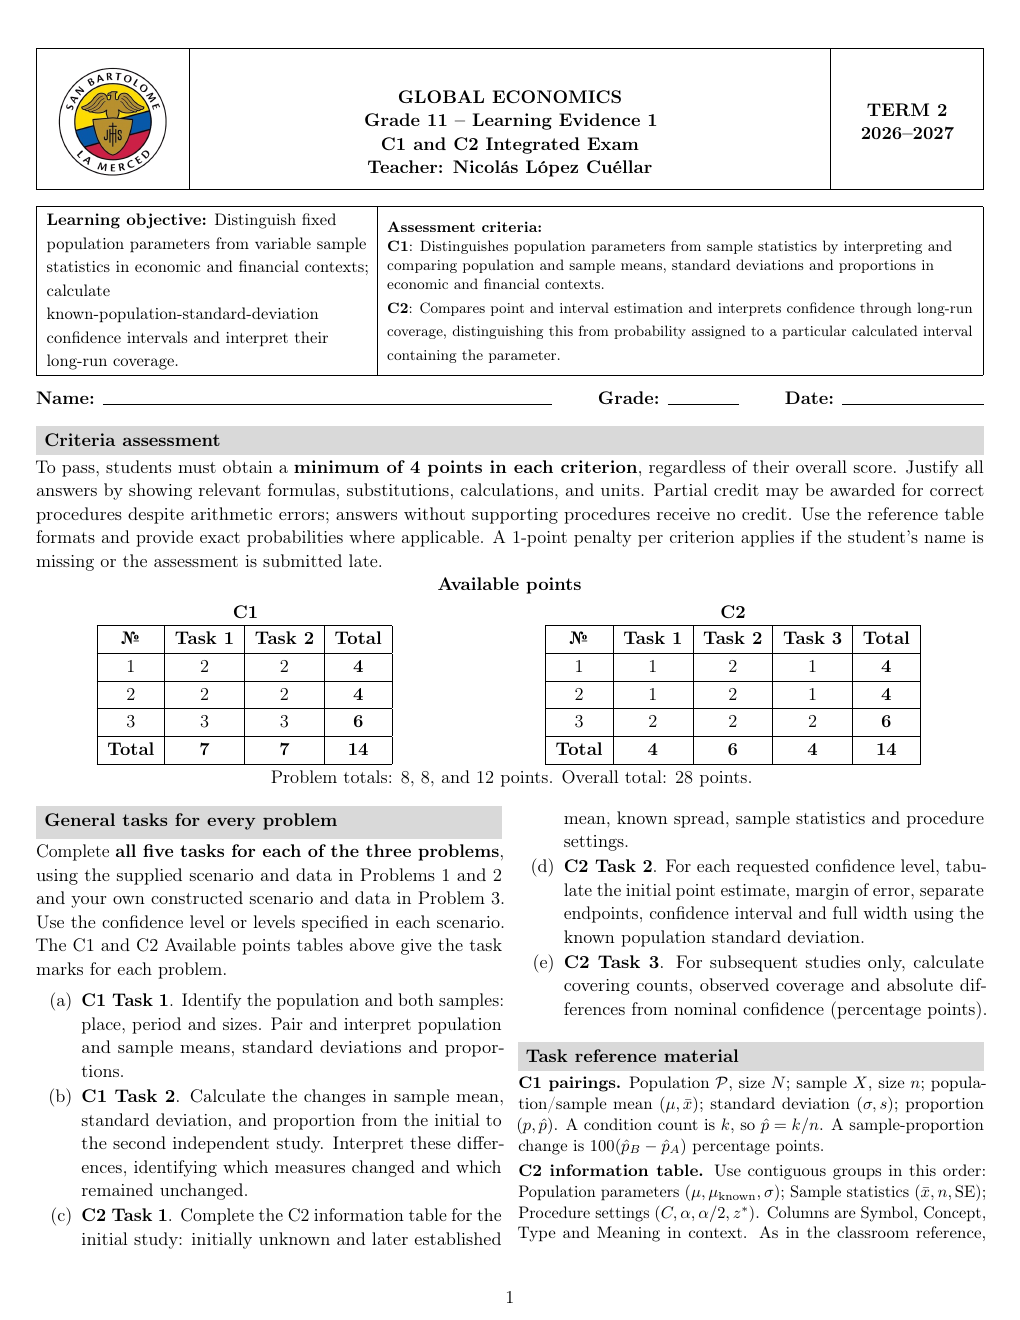 SAN BARTOLOME
LA MERCED
JHS
GLOBAL ECONOMICS
Grade 11 – Learning Evidence 1
C1 and C2 Integrated Exam
Teacher: Nicolás López Cuéllar
TERM 2
2026–2027
Learning objective: Distinguish fixed
population parameters from variable sample
statistics in economic and financial contexts;
calculate
known-population-standard-deviation
confidence intervals and interpret their
long-run coverage.
Assessment criteria:
C1: Distinguishes population parameters from sample statistics by interpreting and
comparing population and sample means, standard deviations and proportions in
economic and financial contexts.
C2: Compares point and interval estimation and interprets confidence through long-run
coverage, distinguishing this from probability assigned to a particular calculated interval
containing the parameter.
Name: Grade: Date:
Criteria assessment
To pass, students must obtain a minimum of 4 points in each criterion, regardless of their overall score. Justify all
answers by showing relevant formulas, substitutions, calculations, and units. Partial credit may be awarded for correct
procedures despite arithmetic errors; answers without supporting procedures receive no credit. Use the reference table
formats and provide exact probabilities where applicable. A 1-point penalty per criterion applies if the student's name is
missing or the assessment is submitted late.
Available points
C1
№ Task 1 Task 2 Total
1 2 2 4
2 2 2 4
3 3 3 6
Total 7 7 14
C2
№ Task 1 Task 2 Task 3 Total
1 1 2 1 4
2 1 2 1 4
3 2 2 2 6
Total 4 6 4 14
Problem totals: 8, 8, and 12 points. Overall total: 28 points.
General tasks for every problem
Complete all five tasks for each of the three problems,
using the supplied scenario and data in Problems 1 and 2
and your own constructed scenario and data in Problem 3.
Use the confidence level or levels specified in each scenario.
The C1 and C2 Available points tables above give the task
marks for each problem.
(a) C1 Task 1. Identify the population and both samples:
place, period and sizes. Pair and interpret population
and sample means, standard deviations and propor-
tions.
(b) C1 Task 2. Calculate the changes in sample mean,
standard deviation, and proportion from the initial to
the second independent study. Interpret these differ-
ences, identifying which measures changed and which
remained unchanged.
(c) C2 Task 1. Complete the C2 information table for the
initial study: initially unknown and later established
mean, known spread, sample statistics and procedure
settings.
(d) C2 Task 2. For each requested confidence level, tabu-
late the initial point estimate, margin of error, separate
endpoints, confidence interval and full width using the
known population standard deviation.
(e) C2 Task 3. For subsequent studies only, calculate
covering counts, observed coverage and absolute dif-
ferences from nominal confidence (percentage points).
Task reference material
C1 pairings. Population 𝒫, size N; sample X, size n; popula-
tion/sample mean (μ, x̄); standard deviation (σ, s); proportion
(p, p̂). A condition count is k, so p̂ = k/n. A sample-proportion
change is 100(p̂_B − p̂_A) percentage points.
C2 information table. Use contiguous groups in this order:
Population parameters (μ, μ_known, σ); Sample statistics (x̄, n, SE);
Procedure settings (C, α, α/2, z*). Columns are Symbol, Concept,
Type and Meaning in context. As in the classroom reference,
1